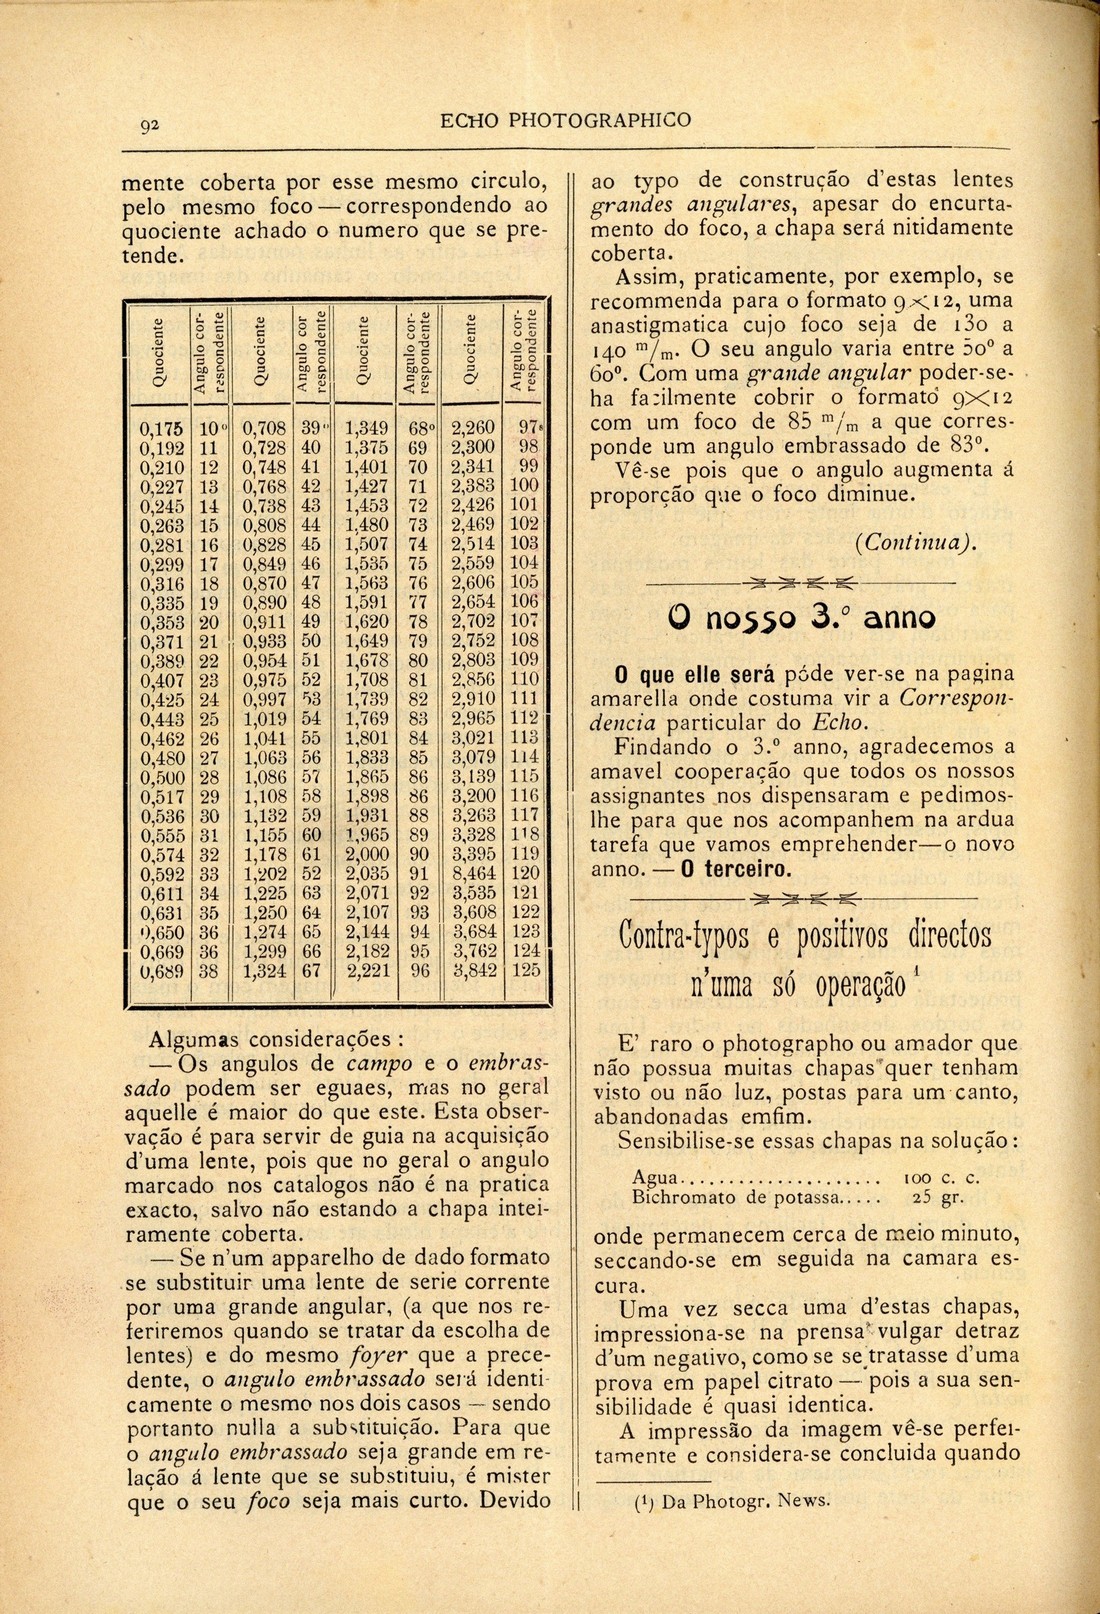 92
ECHO PHOTOGRAPHICO
mente coberta por esse mesmo circulo,
pelo mesmo foco — correspondendo ao
quociente achado o numero que se pre-
tende.
Quociente Angulo cor-respondente Quociente Angulo cor respondente Quociente Angulo cor-respondente Quociente Angulo cor-respondente
0,175 10º 0,708 39º 1,349 68º 2,260 97º
0,192 11 0,728 40 1,375 69 2,300 98
0,210 12 0,748 41 1,401 70 2,341 99
0,227 13 0,768 42 1,427 71 2,383 100
0,245 14 0,738 43 1,453 72 2,426 101
0,263 15 0,808 44 1,480 73 2,469 102
0,281 16 0,828 45 1,507 74 2,514 103
0,299 17 0,849 46 1,535 75 2,559 104
0,316 18 0,870 47 1,563 76 2,606 105
0,335 19 0,890 48 1,591 77 2,654 106
0,353 20 0,911 49 1,620 78 2,702 107
0,371 21 0,933 50 1,649 79 2,752 108
0,389 22 0,954 51 1,678 80 2,803 109
0,407 23 0,975 52 1,708 81 2,856 110
0,425 24 0,997 53 1,739 82 2,910 111
0,443 25 1,019 54 1,769 83 2,965 112
0,462 26 1,041 55 1,801 84 3,021 113
0,480 27 1,063 56 1,833 85 3,079 114
0,500 28 1,086 57 1,865 86 3,139 115
0,517 29 1,108 58 1,898 86 3,200 116
0,536 30 1,132 59 1,931 88 3,263 117
0,555 31 1,155 60 1,965 89 3,328 118
0,574 32 1,178 61 2,000 90 3,395 119
0,592 33 1,202 52 2,035 91 8,464 120
0,611 34 1,225 63 2,071 92 3,535 121
0,631 35 1,250 64 2,107 93 3,608 122
0,650 36 1,274 65 2,144 94 3,684 123
0,669 36 1,299 66 2,182 95 3,762 124
0,689 38 1,324 67 2,221 96 3,842 125
Algumas considerações :
— Os angulos de campo e o embras-
sado podem ser eguaes, mas no geral
aquelle é maior do que este. Esta obser-
vação é para servir de guia na acquisição
d'uma lente, pois que no geral o angulo
marcado nos catalogos não é na pratica
exacto, salvo não estando a chapa intei-
ramente coberta.
— Se n'um apparelho de dado formato
se substituir uma lente de serie corrente
por uma grande angular, (a que nos re-
feriremos quando se tratar da escolha de
lentes) e do mesmo foyer que a prece-
dente, o angulo embrassado será identi-
camente o mesmo nos dois casos — sendo
portanto nulla a substituição. Para que
o angulo embrassado seja grande em re-
lação á lente que se substituiu, é mister
que o seu foco seja mais curto. Devido
ao typo de construção d'estas lentes
grandes angulares, apesar do encurta-
mento do foco, a chapa será nitidamente
coberta.
Assim, praticamente, por exemplo, se
recommenda para o formato 9×12, uma
anastigmatica cujo foco seja de 130 a
140 m/m. O seu angulo varia entre 50º a
60º. Com uma grande angular poder-se-
ha facilmente cobrir o formato 9×12
com um foco de 85 m/m a que corres-
ponde um angulo embrassado de 83º.
Vê-se pois que o angulo augmenta á
proporção que o foco diminue.
(Continua).
O nosso 3.º anno
O que elle será póde ver-se na pagina
amarella onde costuma vir a Correspon-
dencia particular do Echo.
Findando o 3.º anno, agradecemos a
amavel cooperação que todos os nossos
assignantes nos dispensaram e pedimos-
lhe para que nos acompanhem na ardua
tarefa que vamos emprehender—o novo
anno. — O terceiro.
Contra-typos e positivos directos
n'uma só operação ¹
E' raro o photographo ou amador que
não possua muitas chapas quer tenham
visto ou não luz, postas para um canto,
abandonadas emfim.
Sensibilise-se essas chapas na solução :
Agua..................... 100 c. c.
Bichromato de potassa..... 25 gr.
onde permanecem cerca de meio minuto,
seccando-se em seguida na camara es-
cura.
Uma vez secca uma d'estas chapas,
impressiona-se na prensa vulgar detraz
d'um negativo, como se se tratasse d'uma
prova em papel citrato — pois a sua sen-
sibilidade é quasi identica.
A impressão da imagem vê-se perfei-
tamente e considera-se concluida quando
(¹) Da Photogr. News.